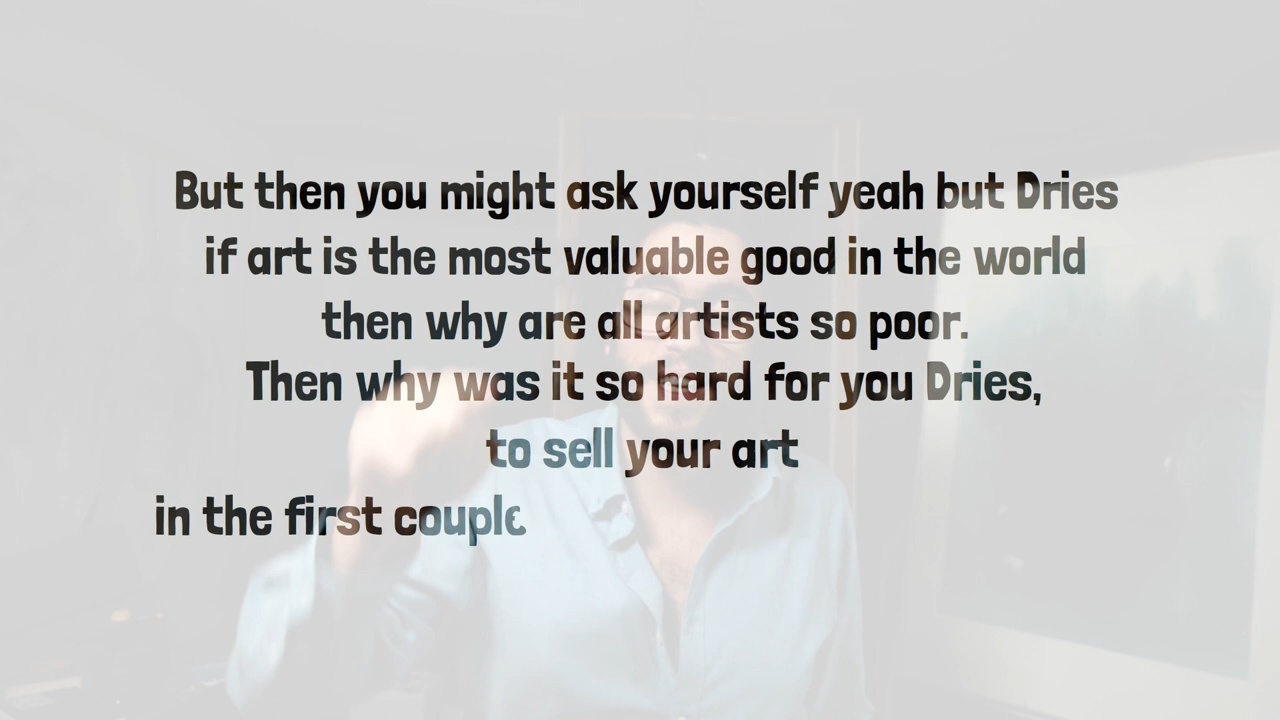 But then you might ask yourself yeah but Dries
if art is the most valuable good in the world
then why are all artists so poor.
Then why was it so hard for you Dries,
to sell your art
in the first